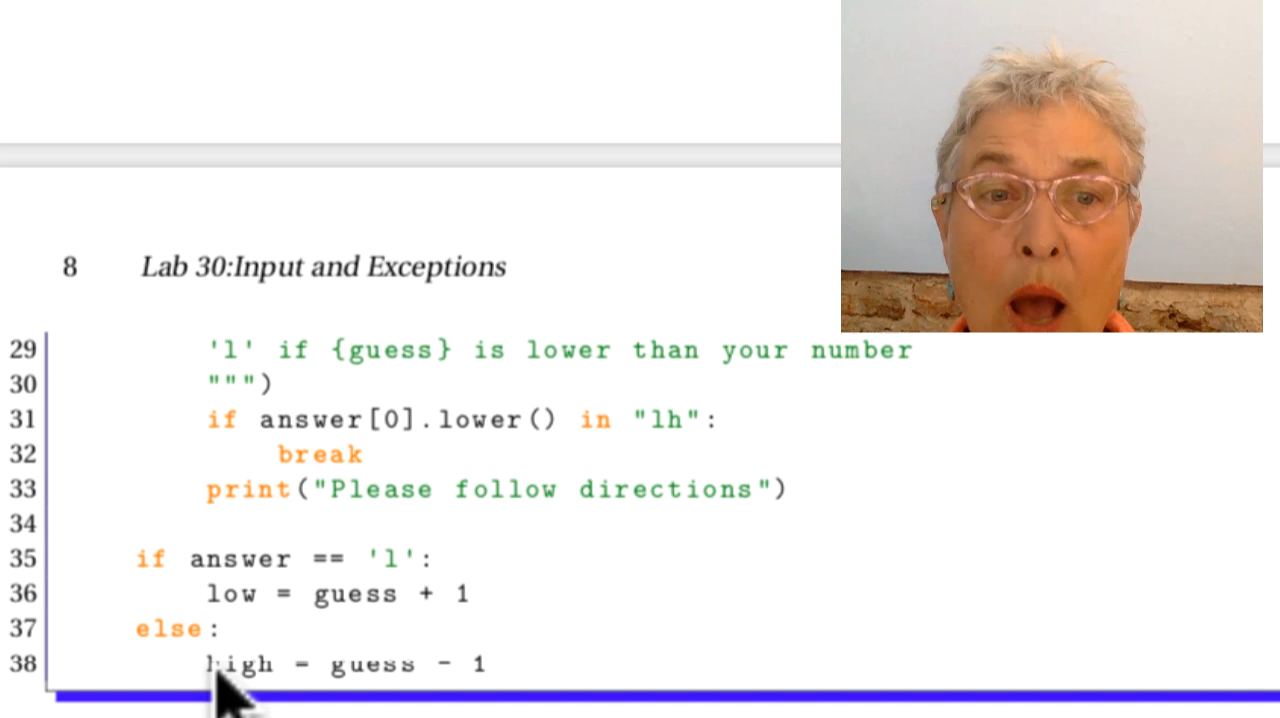 8 Lab 30:Input and Exceptions
29 'l' if {guess} is lower than your number
30 """)
31 if answer[0].lower() in "lh":
32 break
33 print("Please follow directions")
34
35 if answer == 'l':
36 low = guess + 1
37 else:
38 high = guess - 1